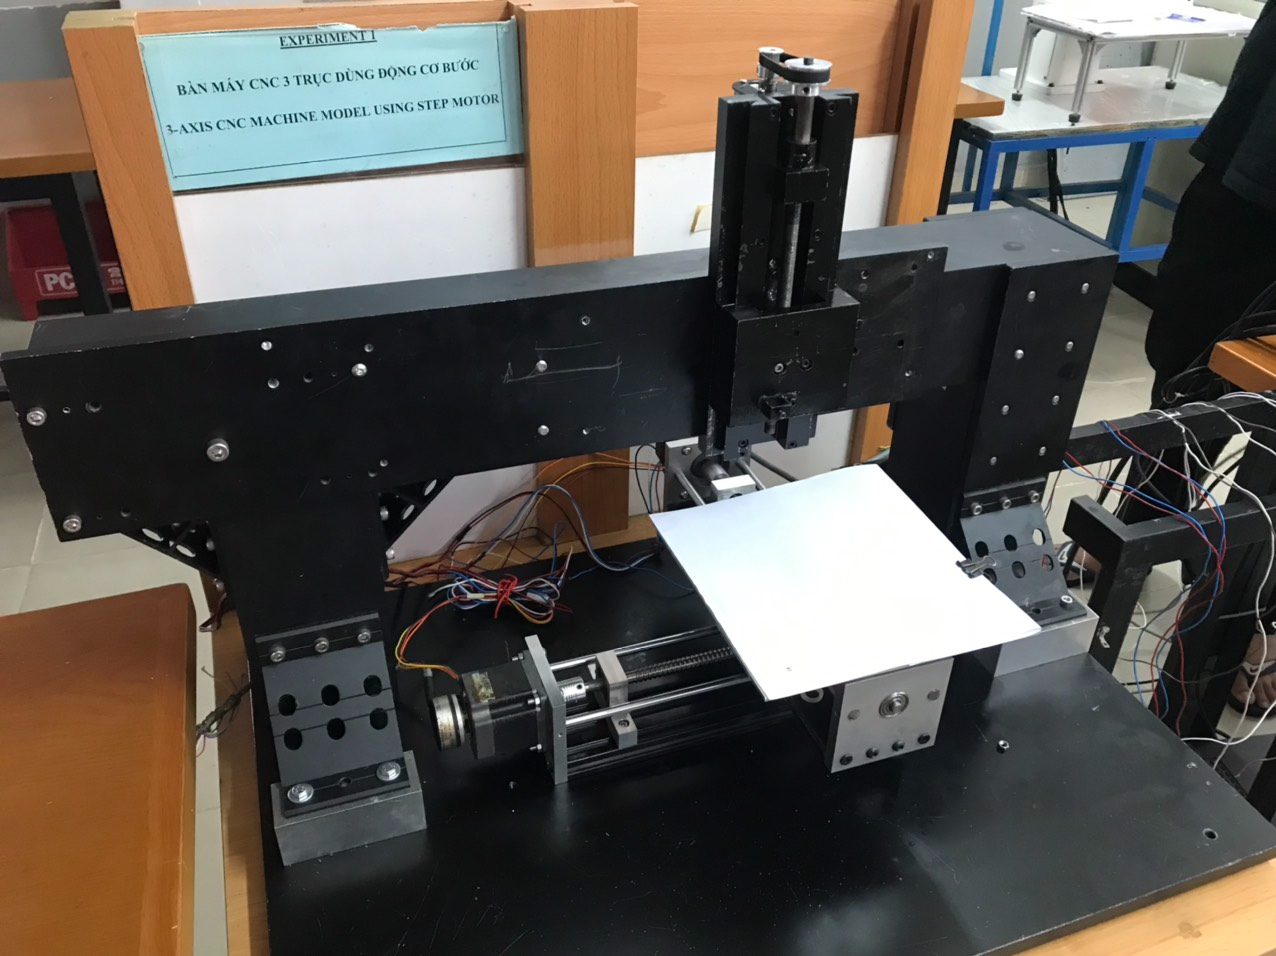 EXPERIMENT 1
BÀN MÁY CNC 3 TRỤC DÙNG ĐỘNG CƠ BƯỚC
3-AXIS CNC MACHINE MODEL USING STEP MOTOR
PC